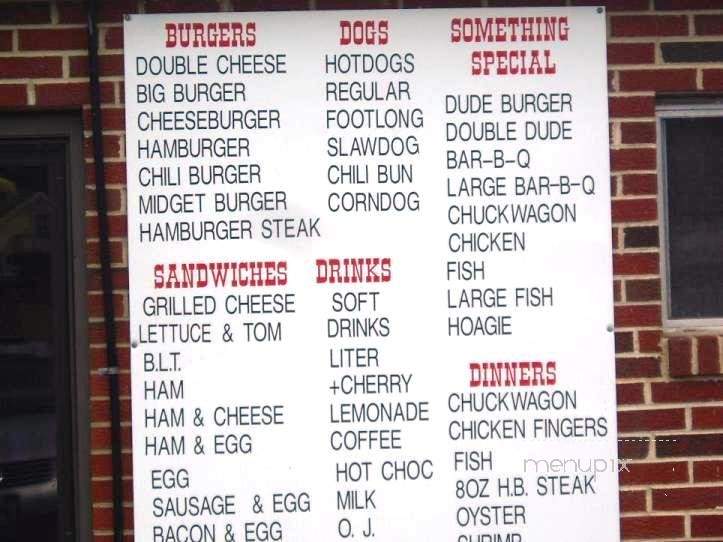 BURGERS
DOUBLE CHEESE
BIG BURGER
CHEESEBURGER
HAMBURGER
CHILI BURGER
MIDGET BURGER
HAMBURGER STEAK
DOGS
HOTDOGS
REGULAR
FOOTLONG
SLAWDOG
CHILI BUN
CORNDOG
SOMETHING
SPECIAL
DUDE BURGER
DOUBLE DUDE
BAR-B-Q
LARGE BAR-B-Q
CHUCKWAGON
CHICKEN
FISH
LARGE FISH
HOAGIE
SANDWICHES
GRILLED CHEESE
LETTUCE & TOM
B.L.T.
HAM
HAM & CHEESE
HAM & EGG
EGG
SAUSAGE & EGG
BACON & EGG
DRINKS
SOFT
DRINKS
LITER
+CHERRY
LEMONADE
COFFEE
HOT CHOC
MILK
O. J.
DINNERS
CHUCKWAGON
CHICKEN FINGERS
FISH
8OZ H.B. STEAK
OYSTER
SHRIMP
menupix